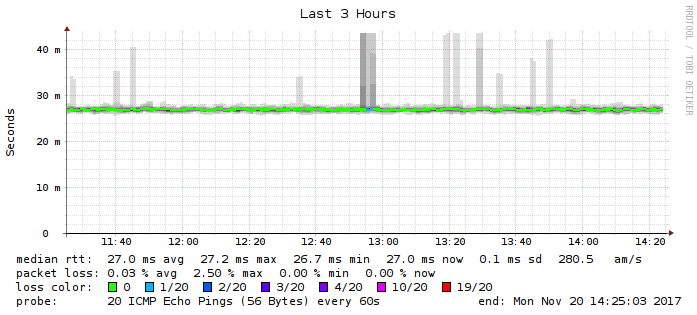 Last 3 Hours
RRDTOOL / TOBI OETIKER
Seconds
40 m
30 m
20 m
10 m
0
11:40 12:00 12:20 12:40 13:00 13:20 13:40 14:00 14:20
median rtt: 27.0 ms avg 27.2 ms max 26.7 ms min 27.0 ms now 0.1 ms sd 280.5 am/s
packet loss: 0.03 % avg 2.50 % max 0.00 % min 0.00 % now
loss color: 0 1/20 2/20 3/20 4/20 10/20 19/20
probe: 20 ICMP Echo Pings (56 Bytes) every 60s end: Mon Nov 20 14:25:03 2017